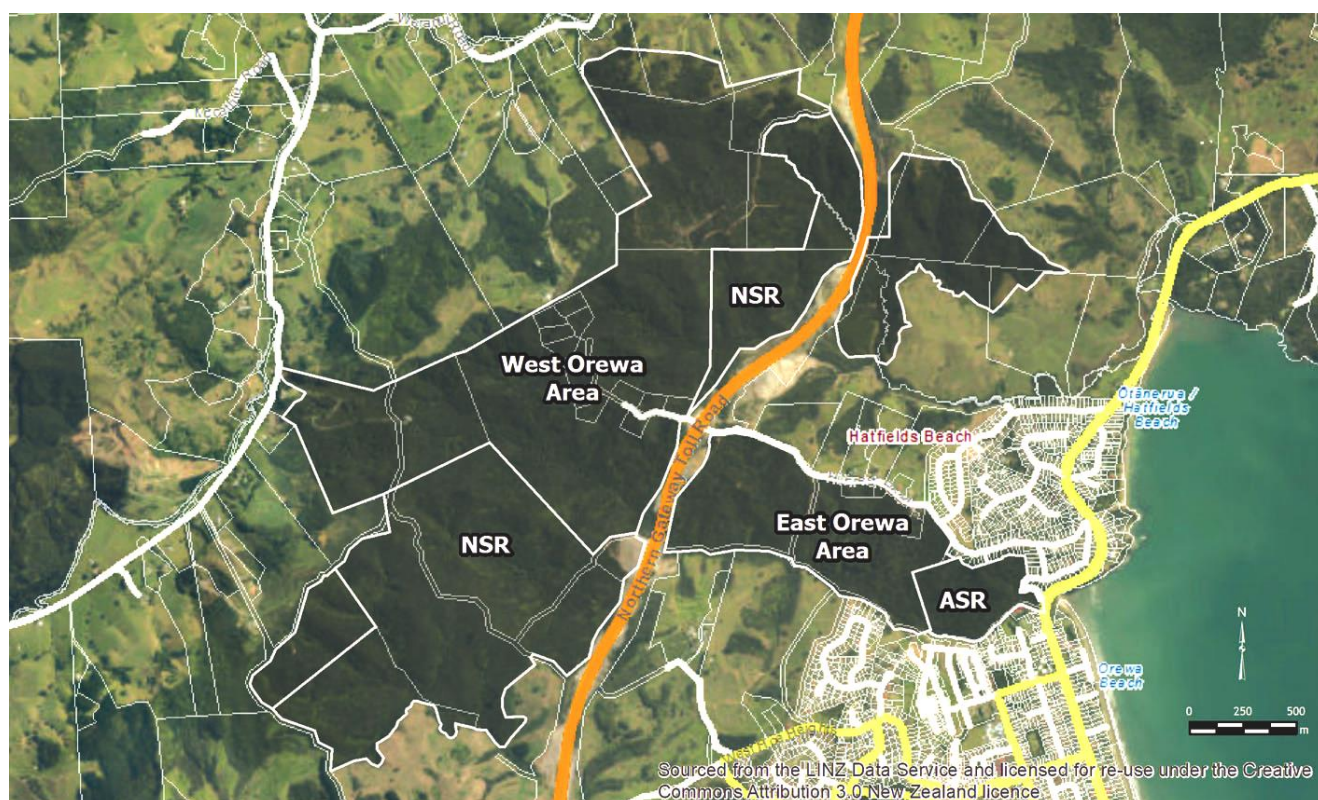 NSR
West Orewa
Area
Ōtānerua /
Hatfields
Beach
Hatfields Beach
Northern Gateway Toll Road
East Orewa
Area
NSR
ASR
Orewa
Beach
N
S
0 250 500
m
Sourced from the LINZ Data Service and licensed for re-use under the Creative
Commons Attribution 3.0 New Zealand licence